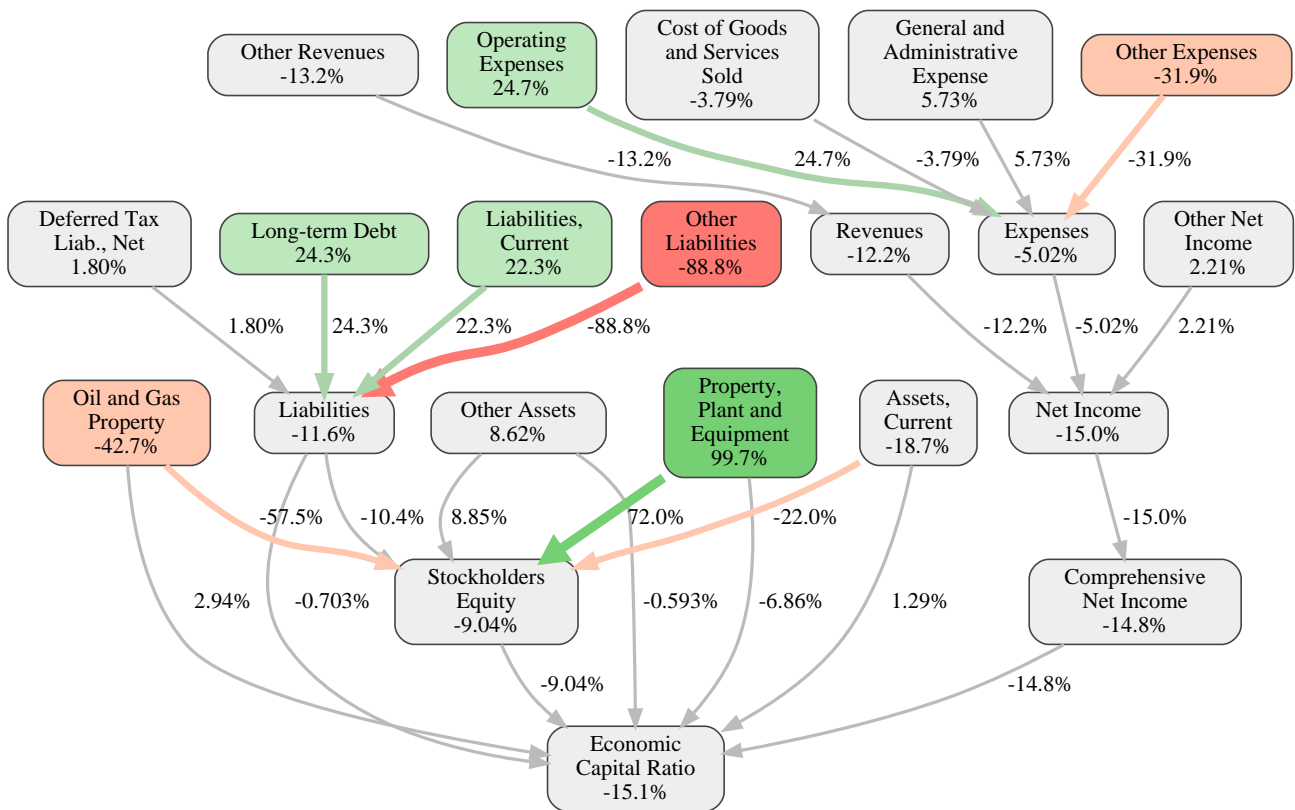 Other Revenues
-13.2%
Operating
Expenses
24.7%
Cost of Goods
and Services
Sold
-3.79%
General and
Administrative
Expense
5.73%
Other Expenses
-31.9%
-13.2%
24.7%
-3.79%
5.73%
-31.9%
Deferred Tax
Liab., Net
1.80%
Long-term Debt
24.3%
Liabilities,
Current
22.3%
Other
Liabilities
-88.8%
Revenues
-12.2%
Expenses
-5.02%
Other Net
Income
2.21%
1.80%
24.3%
22.3%
-88.8%
-12.2%
-5.02%
2.21%
Oil and Gas
Property
-42.7%
Liabilities
-11.6%
Other Assets
8.62%
Property,
Plant and
Equipment
99.7%
Assets,
Current
-18.7%
Net Income
-15.0%
-57.5%
-10.4%
8.85%
72.0%
-22.0%
-15.0%
Stockholders
Equity
-9.04%
Comprehensive
Net Income
-14.8%
2.94%
-0.703%
-0.593%
-6.86%
1.29%
-9.04%
-14.8%
Economic
Capital Ratio
-15.1%